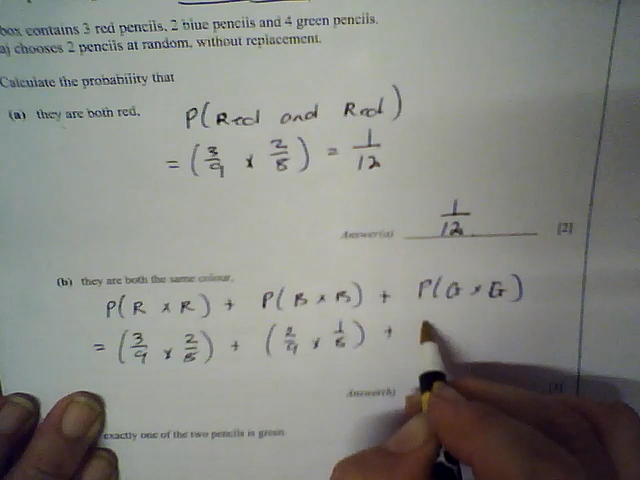 box contains 3 red pencils, 2 blue pencils and 4 green pencils.
aj chooses 2 pencils at random, without replacement.
Calculate the probability that
(a) they are both red,
P(Red and Red)
= (3/9 × 2/8) = 1/12
Answer(a) 1/12 [2]
(b) they are both the same colour,
P(R × R) + P(B × B) + P(G × G)
= (3/9 × 2/8) + (2/9 × 1/8) +
Answer(b) [3]
exactly one of the two pencils is green